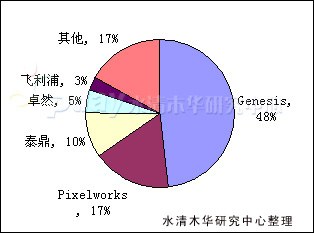 其他, 17%
飞利浦, 3%
卓然, 5%
泰鼎, 10%
Pixelworks
, 17%
Genesis,
48%
水清木华研究中心整理